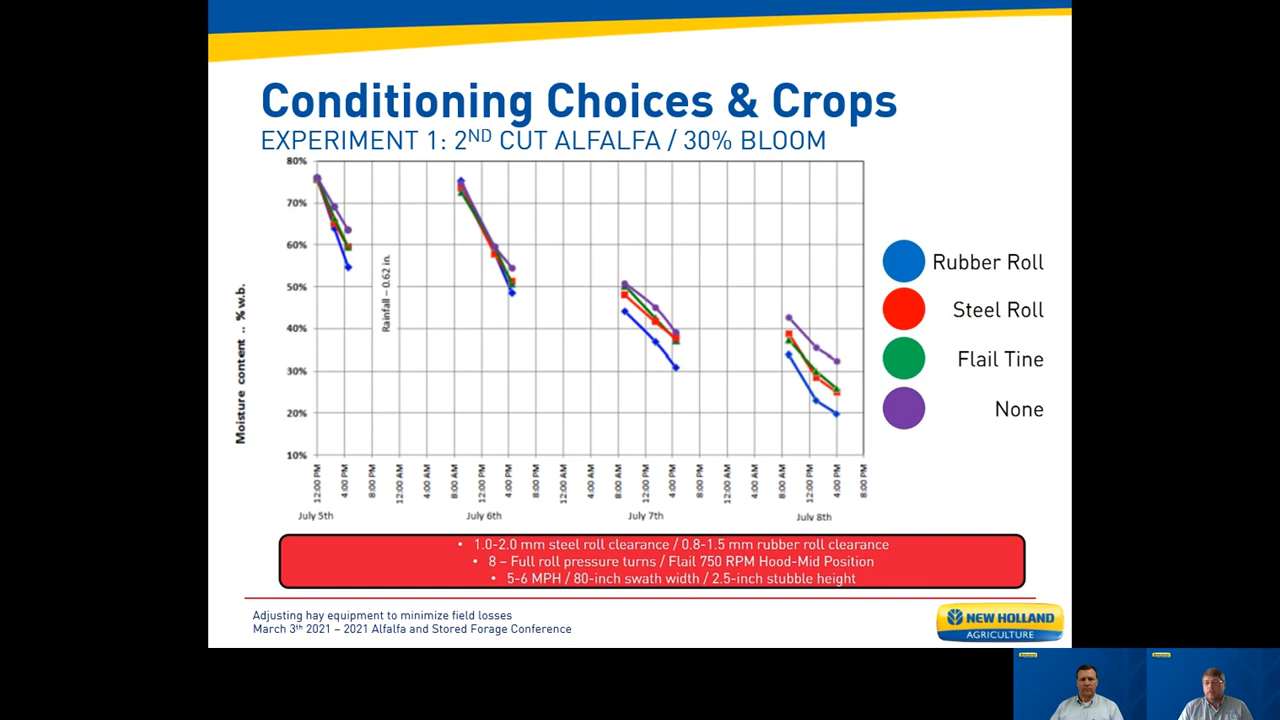 Conditioning Choices & Crops
EXPERIMENT 1: 2ND CUT ALFALFA / 30% BLOOM
80%
70%
60%
50%
40%
30%
20%
10%
Moisture content .. %w.b.
Rainfall – 0.62 in.
12:00 PM
4:00 PM
8:00 PM
12:00 AM
4:00 AM
8:00 AM
12:00 PM
4:00 PM
8:00 PM
12:00 AM
4:00 AM
8:00 AM
12:00 PM
4:00 PM
8:00 PM
12:00 AM
4:00 AM
8:00 AM
12:00 PM
4:00 PM
8:00 PM
July 5th
July 6th
July 7th
July 8th
Rubber Roll
Steel Roll
Flail Tine
None
• 1.0-2.0 mm steel roll clearance / 0.8-1.5 mm rubber roll clearance
• 8 – Full roll pressure turns / Flail 750 RPM Hood-Mid Position
• 5-6 MPH / 80-inch swath width / 2.5-inch stubble height
Adjusting hay equipment to minimize field losses
March 3th 2021 – 2021 Alfalfa and Stored Forage Conference
NEW HOLLAND
AGRICULTURE